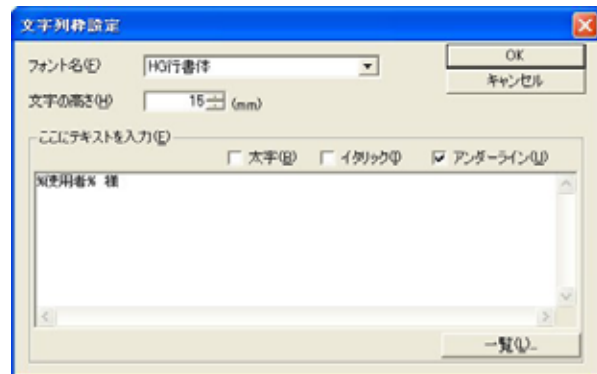 文字列枠設定
フォント名(F)
HG行書体
OK
キャンセル
文字の高さ(H)
15
(mm)
ここにテキストを入力(E)
太字(B)
イタリック(I)
アンダーライン(U)
%使用者% 様
一覧(L)...